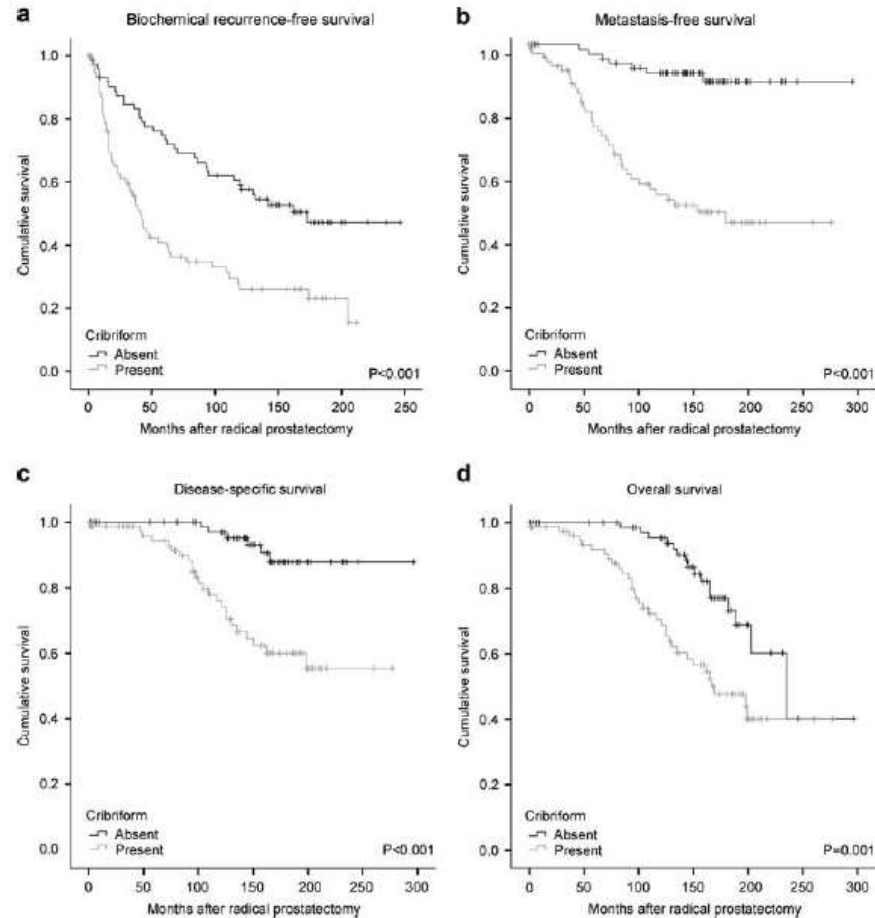 a
Biochemical recurrence-free survival
1.0
0.8
0.6
0.4
0.2
0.0
Cumulative survival
Cribriform
Absent
Present
P<0.001
0 50 100 150 200 250
Months after radical prostatectomy
b
Metastasis-free survival
1.0
0.8
0.6
0.4
0.2
0.0
Cumulative survival
Cribriform
Absent
Present
P<0.001
0 50 100 150 200 250 300
Months after radical prostatectomy
c
Disease-specific survival
1.0
0.8
0.6
0.4
0.2
0.0
Cumulative survival
Cribriform
Absent
Present
P<0.001
0 50 100 150 200 250 300
Months after radical prostatectomy
d
Overall survival
1.0
0.8
0.6
0.4
0.2
0.0
Cumulative survival
Cribriform
Absent
Present
P=0.001
0 50 100 150 200 250 300
Months after radical prostatectomy